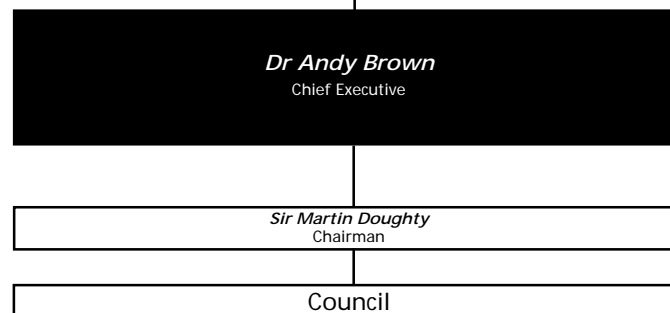 Dr Andy Brown
Chief Executive
Sir Martin Doughty
Chairman
Council